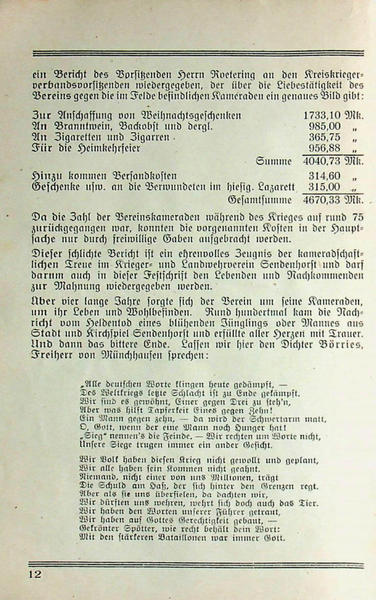 ein Bericht des Vorsitzenden Herrn Roetering an den Kreiskrieger-
verbandsvorsitzenden wiedergegeben, der über die Liebestätigkeit des
Vereins gegen die im Felde befindlichen Kameraden ein genaues Bild gibt:
Zur Anschaffung von Weihnachtsgeschenken 1733,10 Mk.
An Branntwein, Backobst und dergl. 985,00 „
An Zigaretten und Zigarren 365,75 „
Für die Heimkehrfeier 956,88 „
Summe 4040,73 Mk.
Hinzu kommen Versandkosten 314,60 „
Geschenke usw. an die Verwundeten im hiesig. Lazarett 315,00 „
Gesamtsumme 4670,33 Mk.
Da die Zahl der Vereinskameraden während des Krieges auf rund 75
zurückgegangen war, konnten die vorgenannten Kosten in der Haupt-
sache nur durch freiwillige Gaben aufgebracht werden.
Dieser schlichte Bericht ist ein ehrenvolles Zeugnis der kameradschaft-
lichen Treue im Krieger- und Landwehrverein Sendenhorst und darf
darum auch in dieser Festschrift den Lebenden und Nachkommenden
zur Mahnung wiedergegeben werden.
Über vier lange Jahre sorgte sich der Verein um seine Kameraden,
um ihr Leben und Wohlbefinden. Rund hundertmal kam die Nach-
richt vom Heldentod eines blühenden Jünglings oder Mannes aus
Stadt und Kirchspiel Sendenhorst und erfüllte aller Herzen mit Trauer.
Und dann das bittere Ende. Lassen wir hier den Dichter Börries,
Freiherr von Münchhausen sprechen:
„Alle deutschen Worte klingen heute gedämpft, —
Des Weltkriegs letzte Schlacht ist zu Ende gekämpft.
Wir sind es gewöhnt, Einer gegen Drei zu steh'n,
Aber was hilft Tapferkeit Eines gegen Zehn!
Ein Mann gegen zehn, — da wird der Schwertarm matt,
O, Gott, wenn der eine Mann noch Hunger hat!
„Sieg“ nennen's die Feinde. — Wir rechten um Worte nicht,
Unsere Siege trugen immer ein ander Gesicht.
Wir Volk haben diesen Krieg nicht gewollt und geplant,
Wir alle haben sein Kommen nicht geahnt.
Niemand, nicht einer von uns Millionen, trägt
Die Schuld am Haß, der sich hinter den Grenzen regt.
Aber als sie uns überfielen, da dachten wir,
Wir dürften uns wehren, wehrt sich doch auch das Tier.
Wir haben den Worten unserer Führer getraut,
Wir haben auf Gottes Gerechtigkeit gebaut, —
Gekrönter Spötter, wie recht behält dein Wort:
Mit den stärkeren Bataillonen war immer Gott.
12